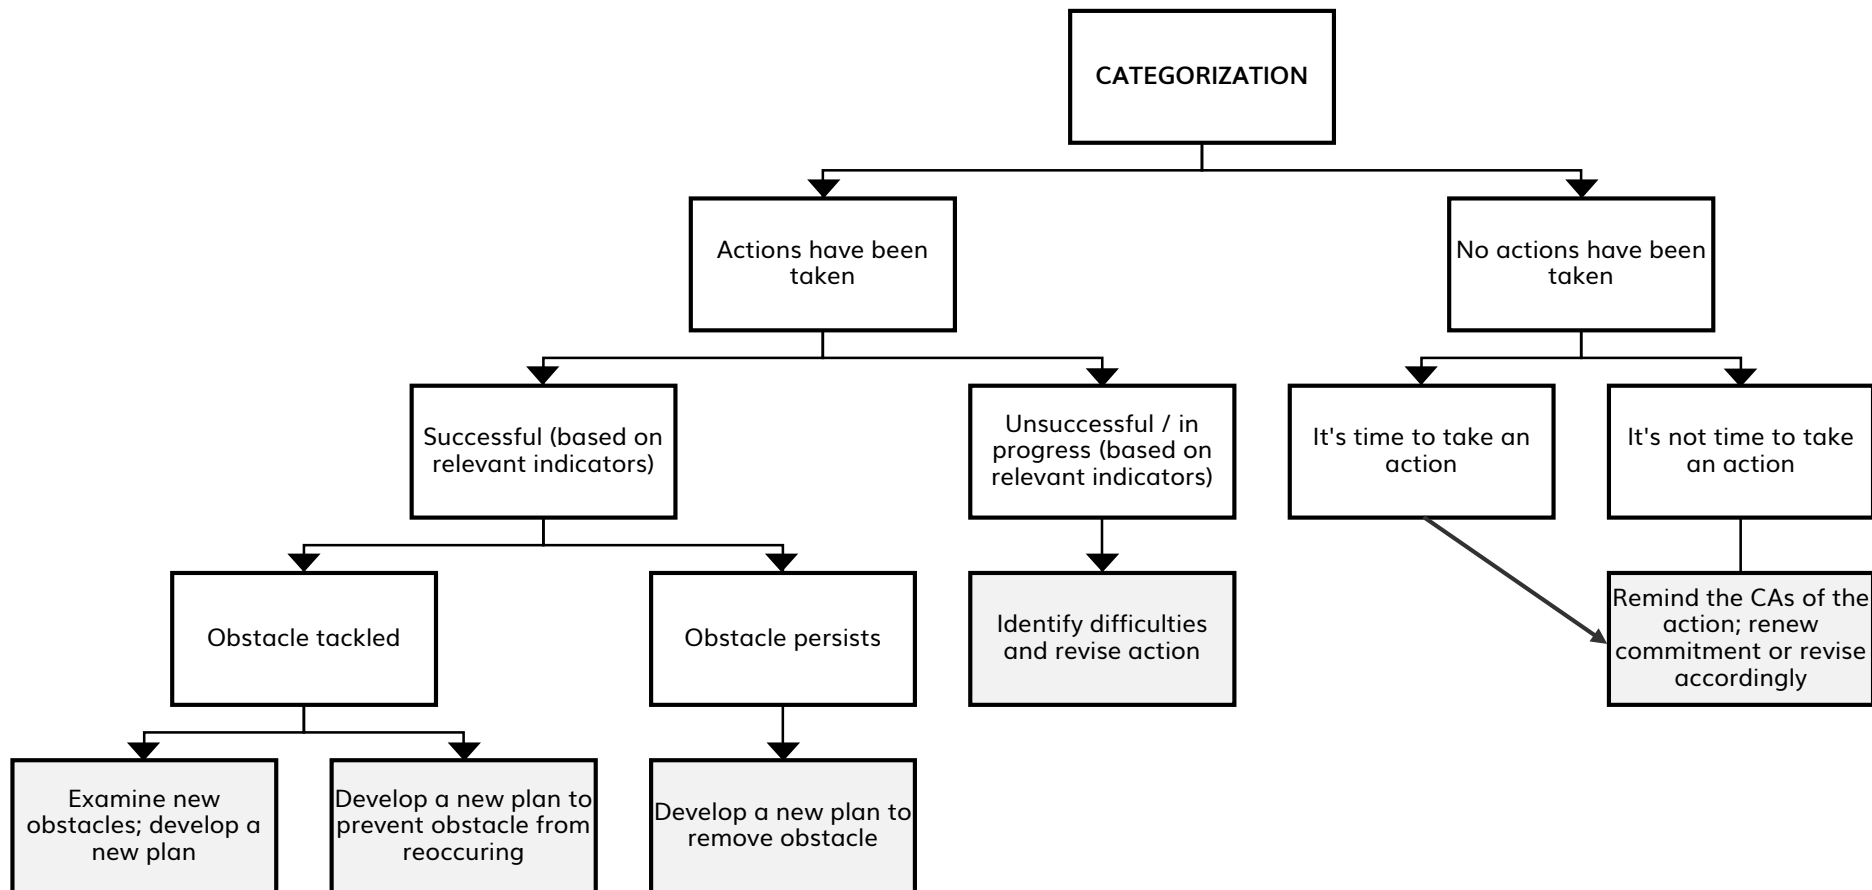 CATEGORIZATION
Actions have been
taken
No actions have been
taken
Successful (based on
relevant indicators)
Unsuccessful / in
progress (based on
relevant indicators)
It's time to take an
action
It's not time to take
an action
Obstacle tackled
Obstacle persists
Identify difficulties
and revise action
Remind the CAs of the
action; renew
commitment or revise
accordingly
Examine new
obstacles; develop a
new plan
Develop a new plan to
prevent obstacle from
reoccuring
Develop a new plan to
remove obstacle